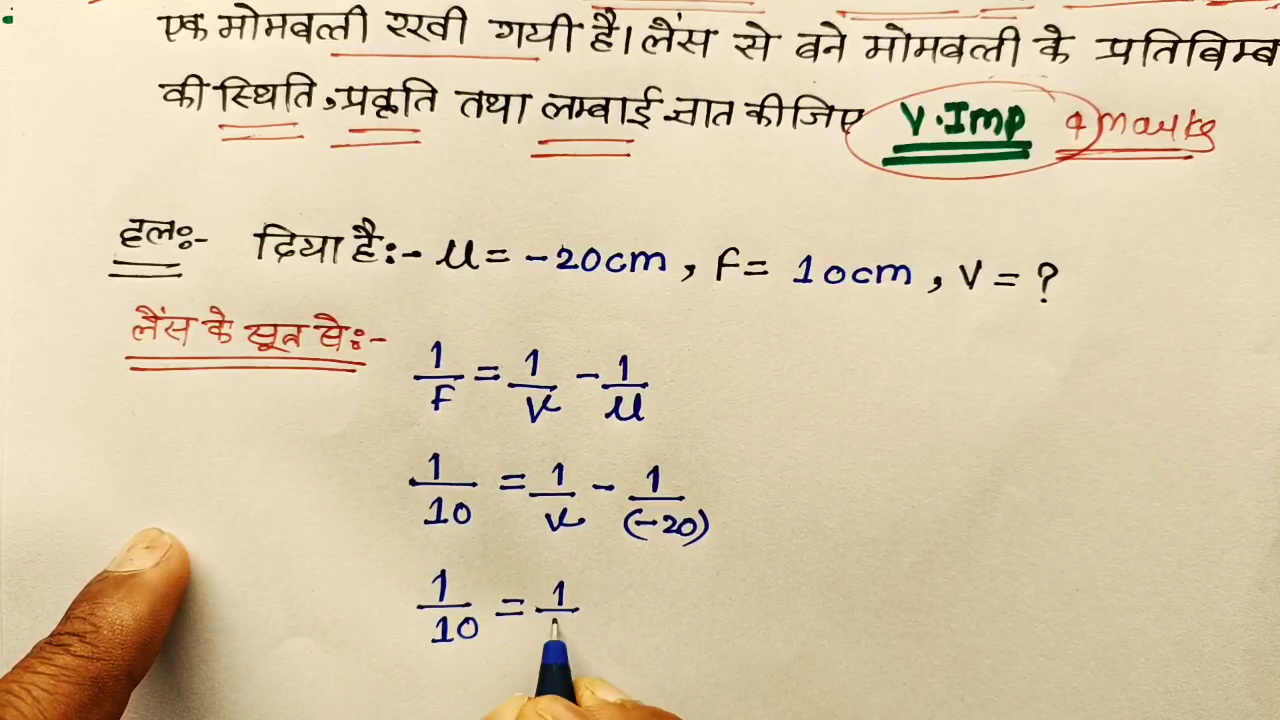 एक मोमबत्ती रखी गयी है। लैंस से बने मोमबत्ती के प्रतिबिम्ब
की स्थिति, प्रकृति तथा लम्बाई ज्ञात कीजिए V.Imp 4 marks
हलः- दिया है:- u = -20cm, f = 10cm, v = ?
लैंस के सूत्र से:-
1/f = 1/v - 1/u
1/10 = 1/v - 1/(-20)
1/10 = 1/